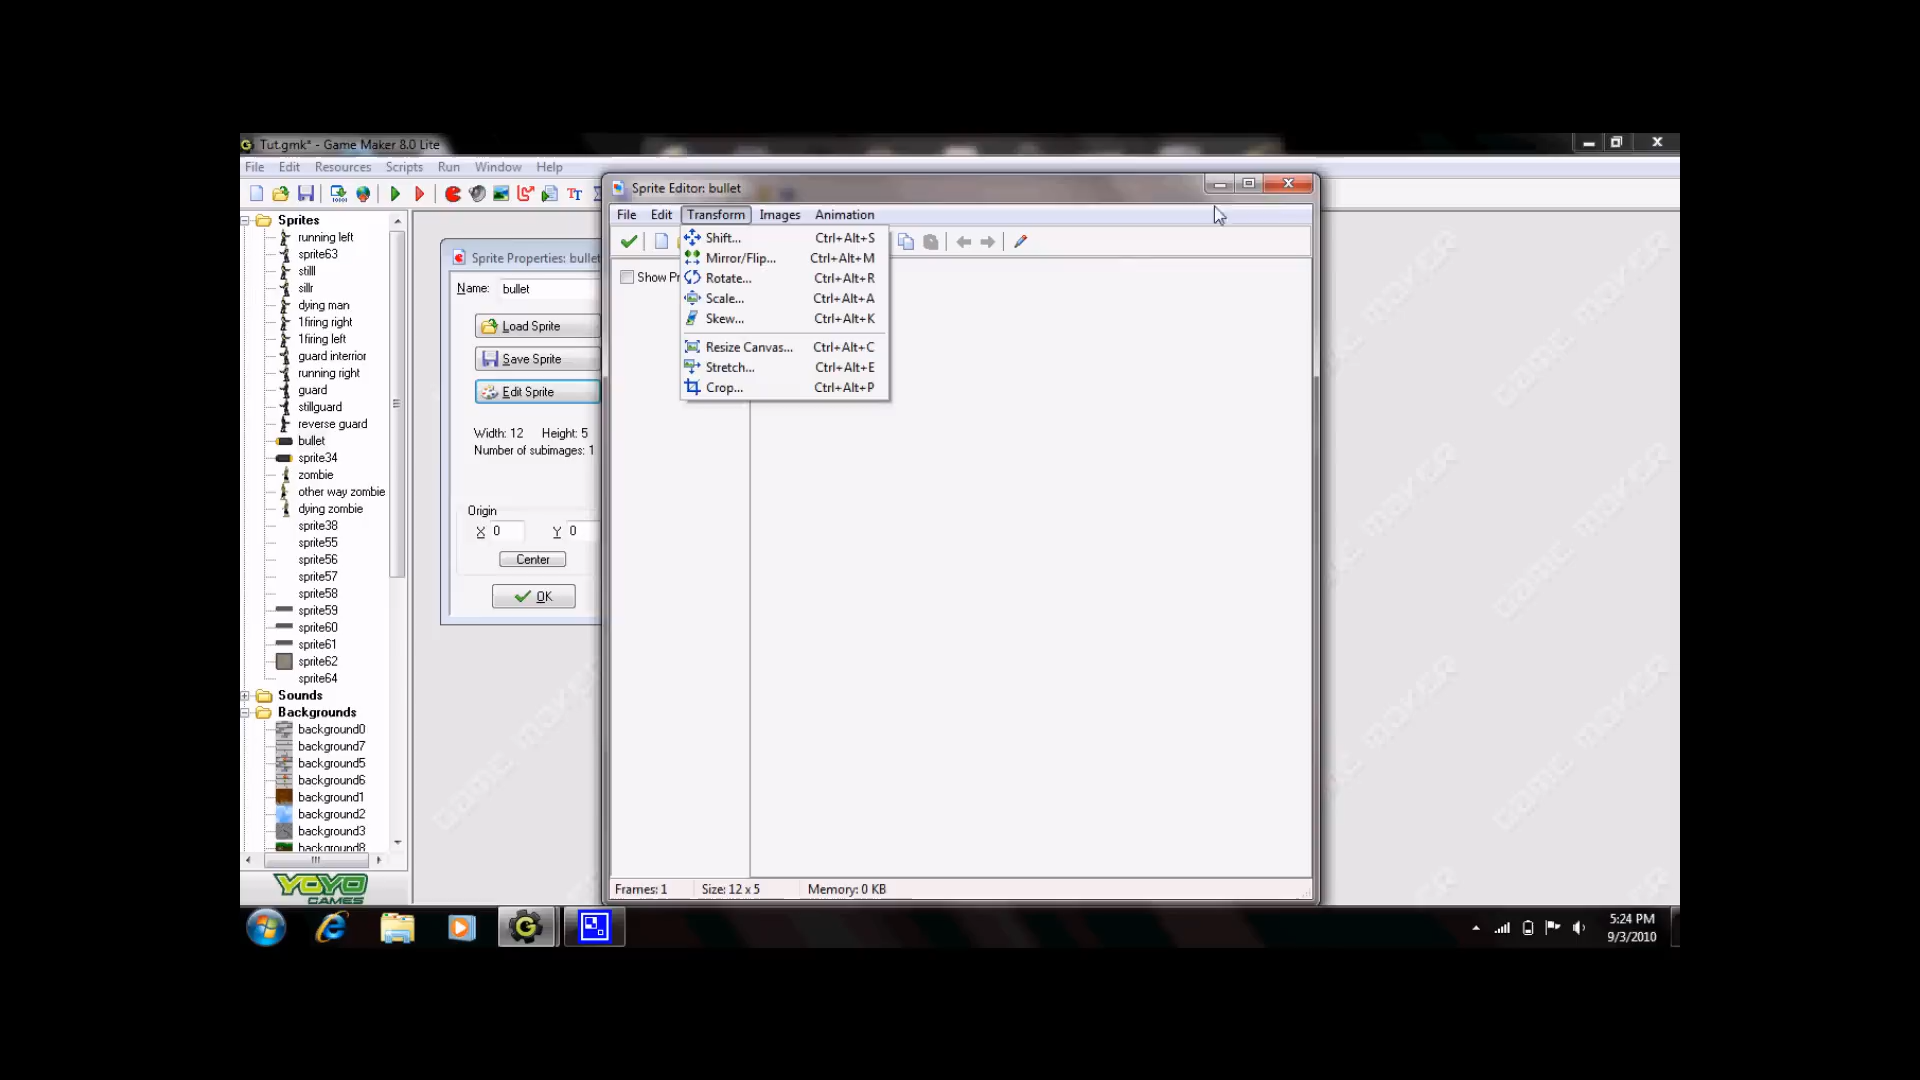 Tut.gmk* - Game Maker 8.0 Lite
File Edit Resources Scripts Run Window Help
Sprites
running left
sprite63
stilll
sillr
dying man
1firing right
1firing left
guard interrior
running right
guard
stillguard
reverse guard
bullet
sprite34
zombie
other way zombie
dying zombie
sprite38
sprite55
sprite56
sprite57
sprite58
sprite59
sprite60
sprite61
sprite62
sprite64
Sounds
Backgrounds
background0
background7
background5
background6
background1
background2
background3
background8
YOYO
GAMES
Sprite Properties: bullet
Name: bullet
Load Sprite
Save Sprite
Edit Sprite
Width: 12 Height: 5
Number of subimages: 1
Origin
X 0 Y 0
Center
OK
Sprite Editor: bullet
File Edit Transform Images Animation
Show Pr
Shift... Ctrl+Alt+S
Mirror/Flip... Ctrl+Alt+M
Rotate... Ctrl+Alt+R
Scale... Ctrl+Alt+A
Skew... Ctrl+Alt+K
Resize Canvas... Ctrl+Alt+C
Stretch... Ctrl+Alt+E
Crop... Ctrl+Alt+P
Frames: 1 Size: 12 x 5 Memory: 0 KB
GAME MAKER
5:24 PM
9/3/2010